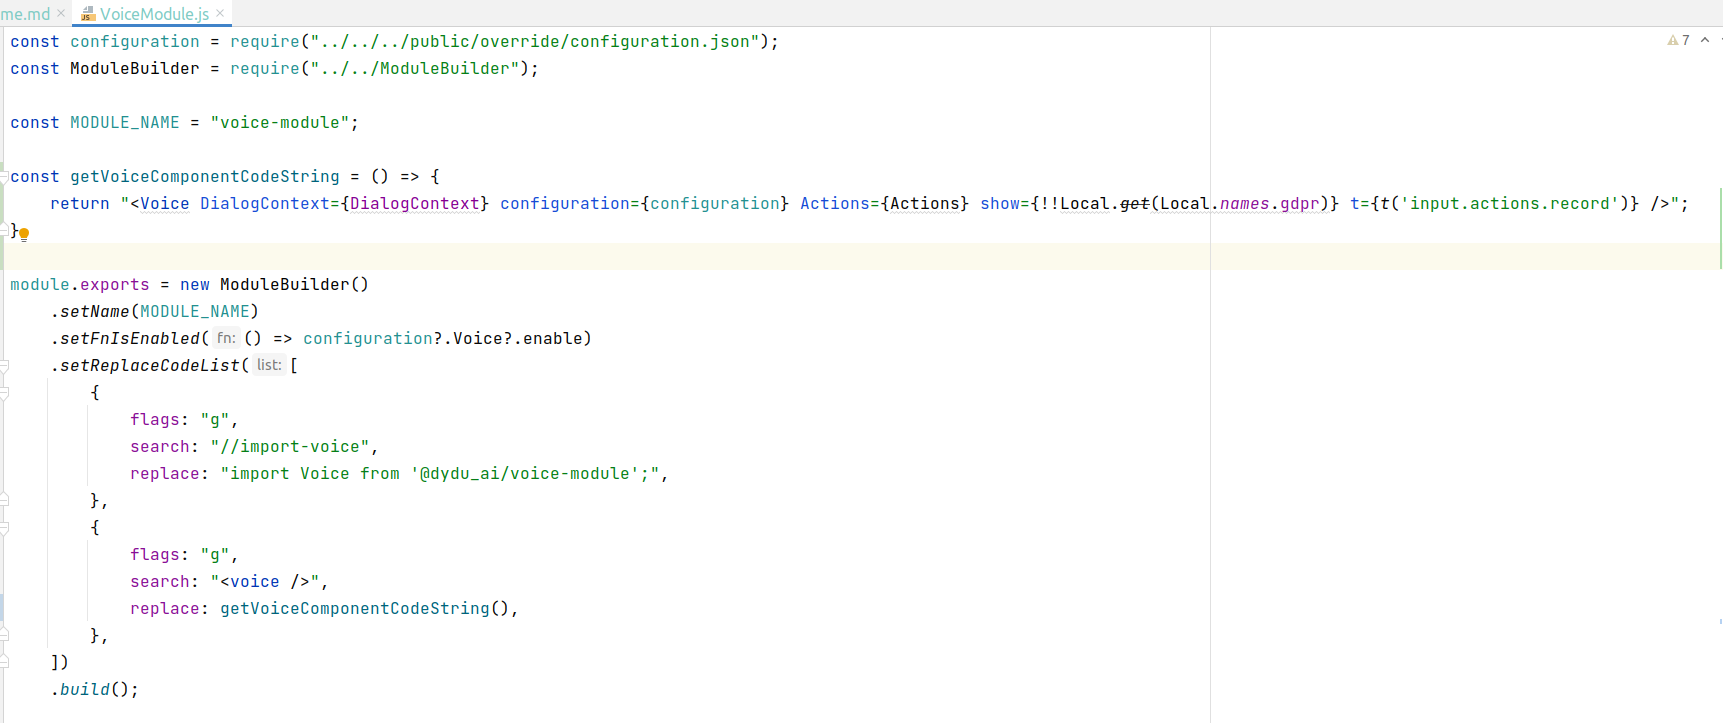 me.md × VoiceModule.js ×
const configuration = require("../../../public/override/configuration.json");
7
const ModuleBuilder = require("../../ModuleBuilder");
const MODULE_NAME = "voice-module";
const getVoiceComponentCodeString = () => {
return "<Voice DialogContext={DialogContext} configuration={configuration} Actions={Actions} show={!!Local.get(Local.names.gdpr)} t={t('input.actions.record')} />";
}
module.exports = new ModuleBuilder()
.setName(MODULE_NAME)
.setFnIsEnabled( fn: () => configuration?.Voice?.enable)
.setReplaceCodeList( list: [
{
flags: "g",
search: "//import-voice",
replace: "import Voice from '@dydu_ai/voice-module';",
},
{
flags: "g",
search: "<voice />",
replace: getVoiceComponentCodeString(),
},
])
.build();